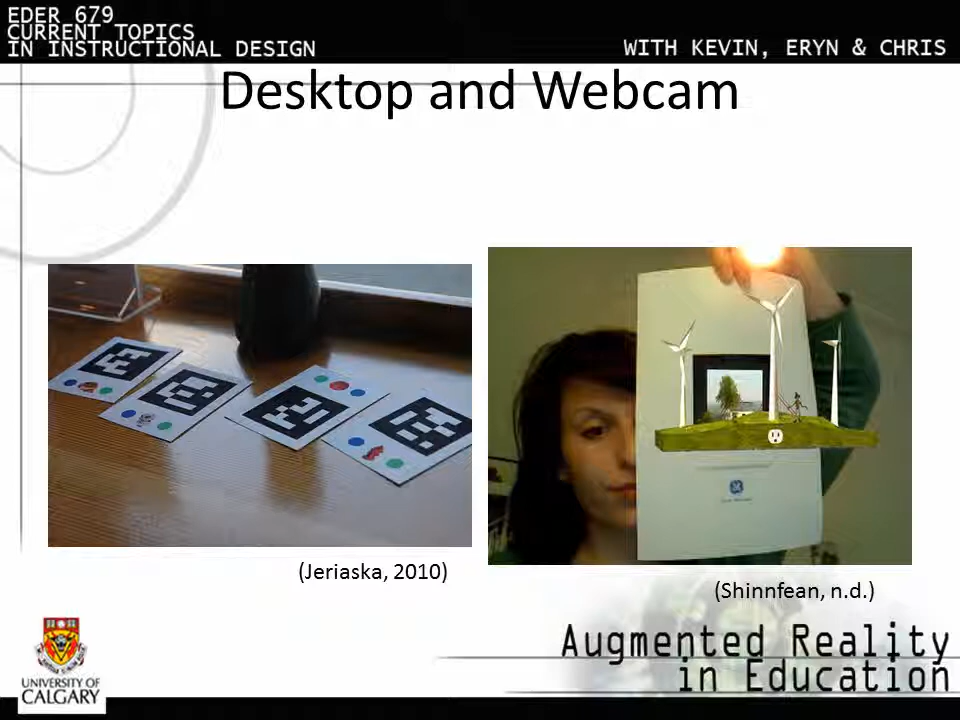 EDER 679
CURRENT TOPICS
IN INSTRUCTIONAL DESIGN
WITH KEVIN, ERYN & CHRIS
Desktop and Webcam
(Jeriaska, 2010)
(Shinnfean, n.d.)
UNIVERSITY OF
CALGARY
Augmented Reality
in Education